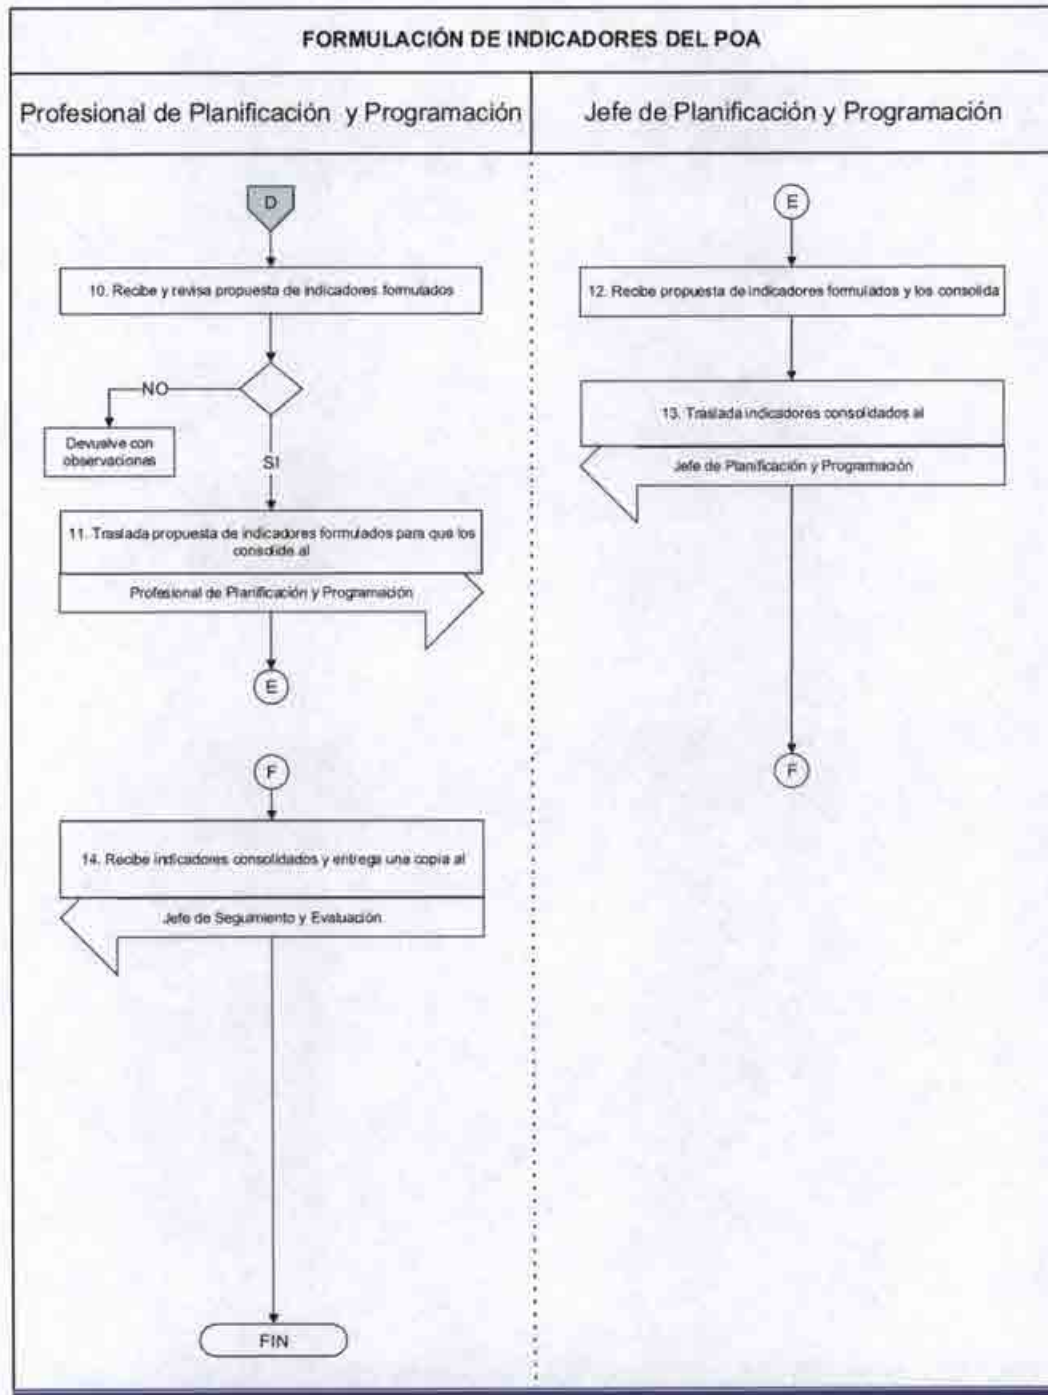 FORMULACIÓN DE INDICADORES DEL POA
Profesional de Planificación y Programación
Jefe de Planificación y Programación
D
10. Recibe y revisa propuesta de indicadores formulados
NO
Devuelve con
observaciones
SI
11. Traslada propuesta de indicadores formulados para que los
consolide al
Profesional de Planificación y Programación
E
F
14. Recibe indicadores consolidados y entrega una copia al
Jefe de Seguimiento y Evaluación
FIN
E
12. Recibe propuesta de indicadores formulados y los consolida
13. Traslada indicadores consolidados al
Jefe de Planificación y Programación
F